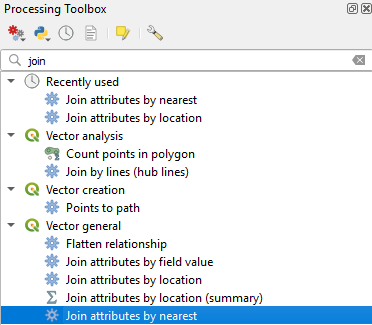 Processing Toolbox
join
Recently used
Join attributes by nearest
Join attributes by location
Vector analysis
Count points in polygon
Join by lines (hub lines)
Vector creation
Points to path
Vector general
Flatten relationship
Join attributes by field value
Join attributes by location
Join attributes by location (summary)
Join attributes by nearest